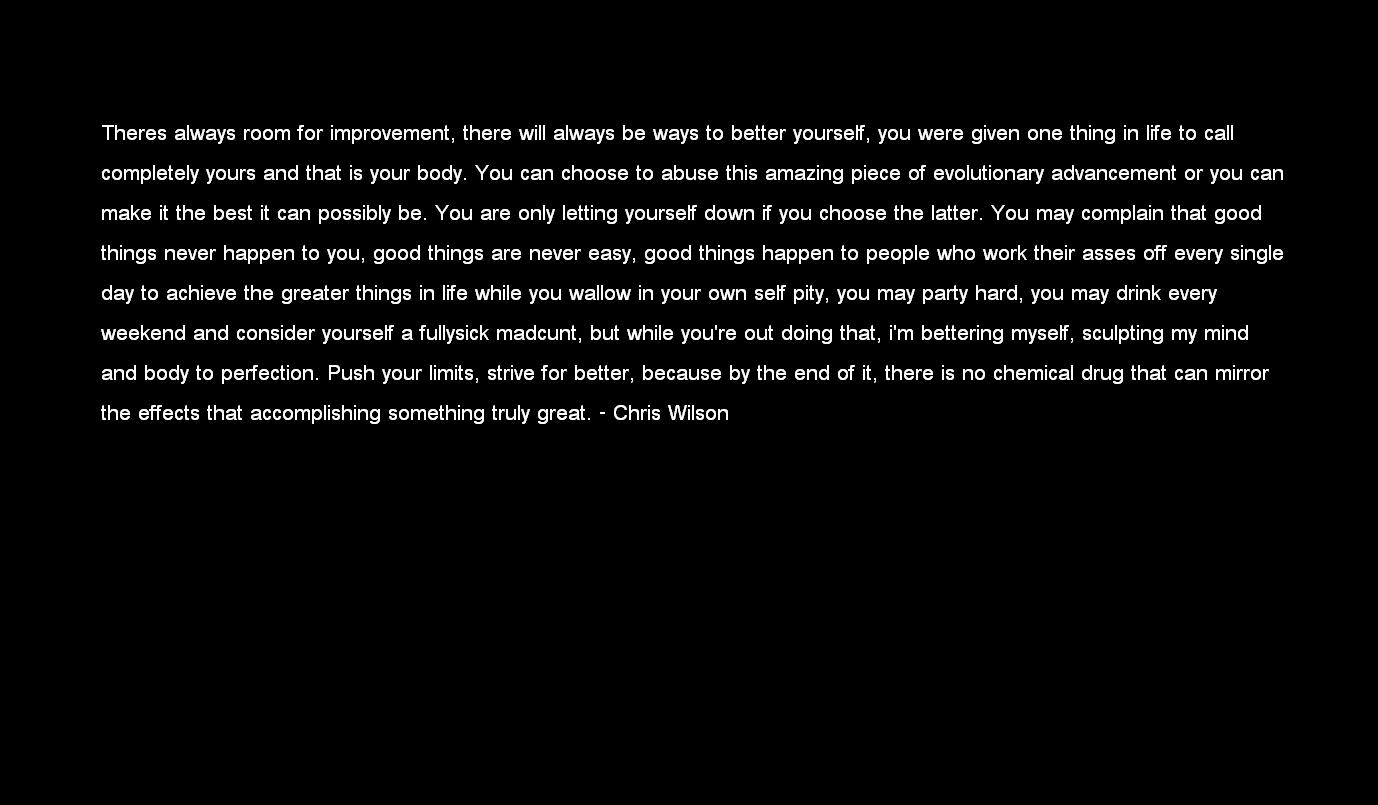 Theres always room for improvement, there will always be ways to better yourself, you were given one thing in life to call
completely yours and that is your body. You can choose to abuse this amazing piece of evolutionary advancement or you can
make it the best it can possibly be. You are only letting yourself down if you choose the latter. You may complain that good
things never happen to you, good things are never easy, good things happen to people who work their asses off every single
day to achieve the greater things in life while you wallow in your own self pity, you may party hard, you may drink every
weekend and consider yourself a fullysick madcunt, but while you're out doing that, i'm bettering myself, sculpting my mind
and body to perfection. Push your limits, strive for better, because by the end of it, there is no chemical drug that can mirror
the effects that accomplishing something truly great. - Chris Wilson